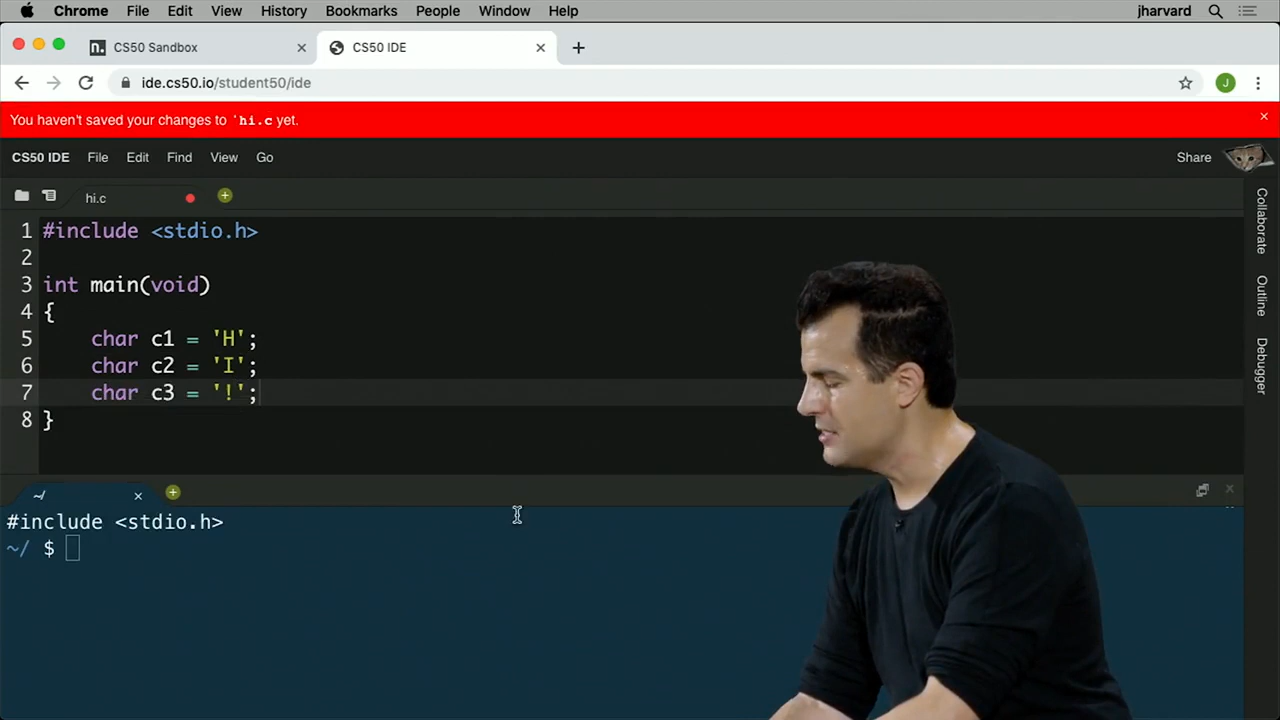 Chrome File Edit View History Bookmarks People Window Help jharvard
n. CS50 Sandbox CS50 IDE
ide.cs50.io/student50/ide J
You haven't saved your changes to `hi.c yet.
CS50 IDE File Edit Find View Go Share
hi.c
1 #include <stdio.h>
2
3 int main(void)
4 {
5 char c1 = 'H';
6 char c2 = 'I';
7 char c3 = '!';
8 }
~/
#include <stdio.h>
~/ $
Collaborate
Outline
Debugger